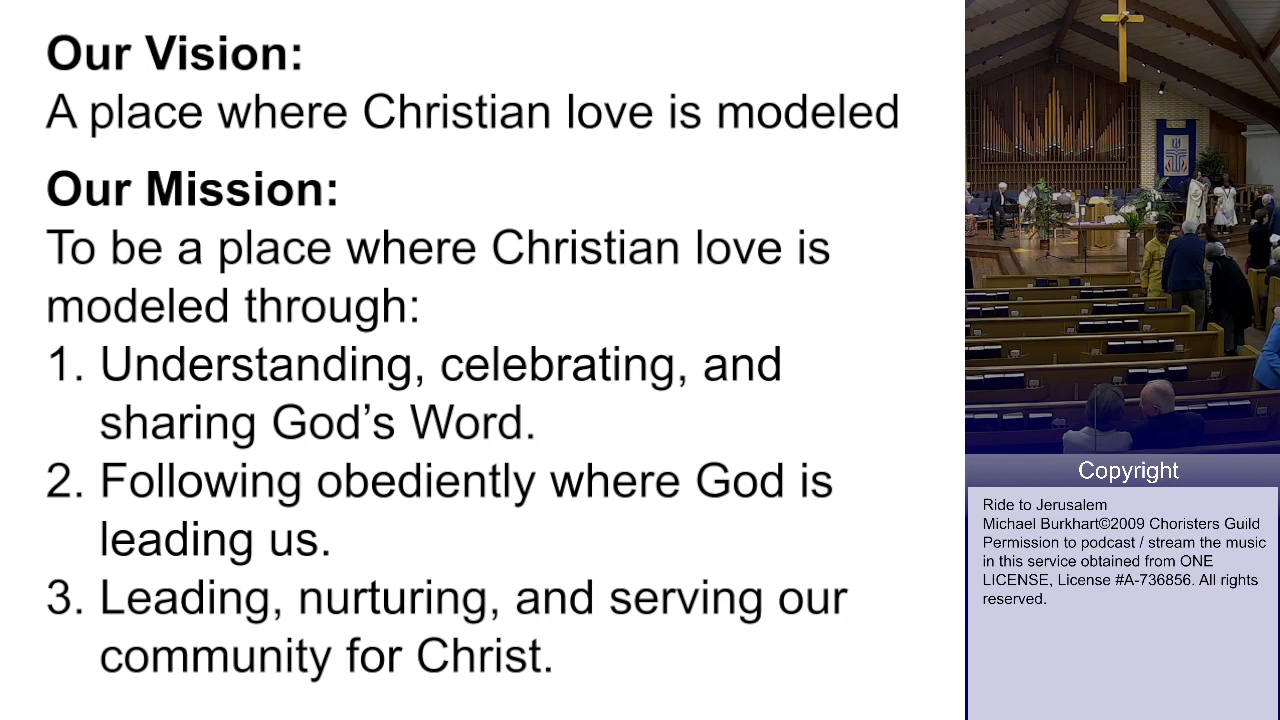 Our Vision:
A place where Christian love is modeled
Our Mission:
To be a place where Christian love is
modeled through:
1. Understanding, celebrating, and
sharing God’s Word.
2. Following obediently where God is
leading us.
3. Leading, nurturing, and serving our
community for Christ.
Copyright
Ride to Jerusalem
Michael Burkhart©2009 Choristers Guild
Permission to podcast / stream the music
in this service obtained from ONE
LICENSE, License #A-736856. All rights
reserved.